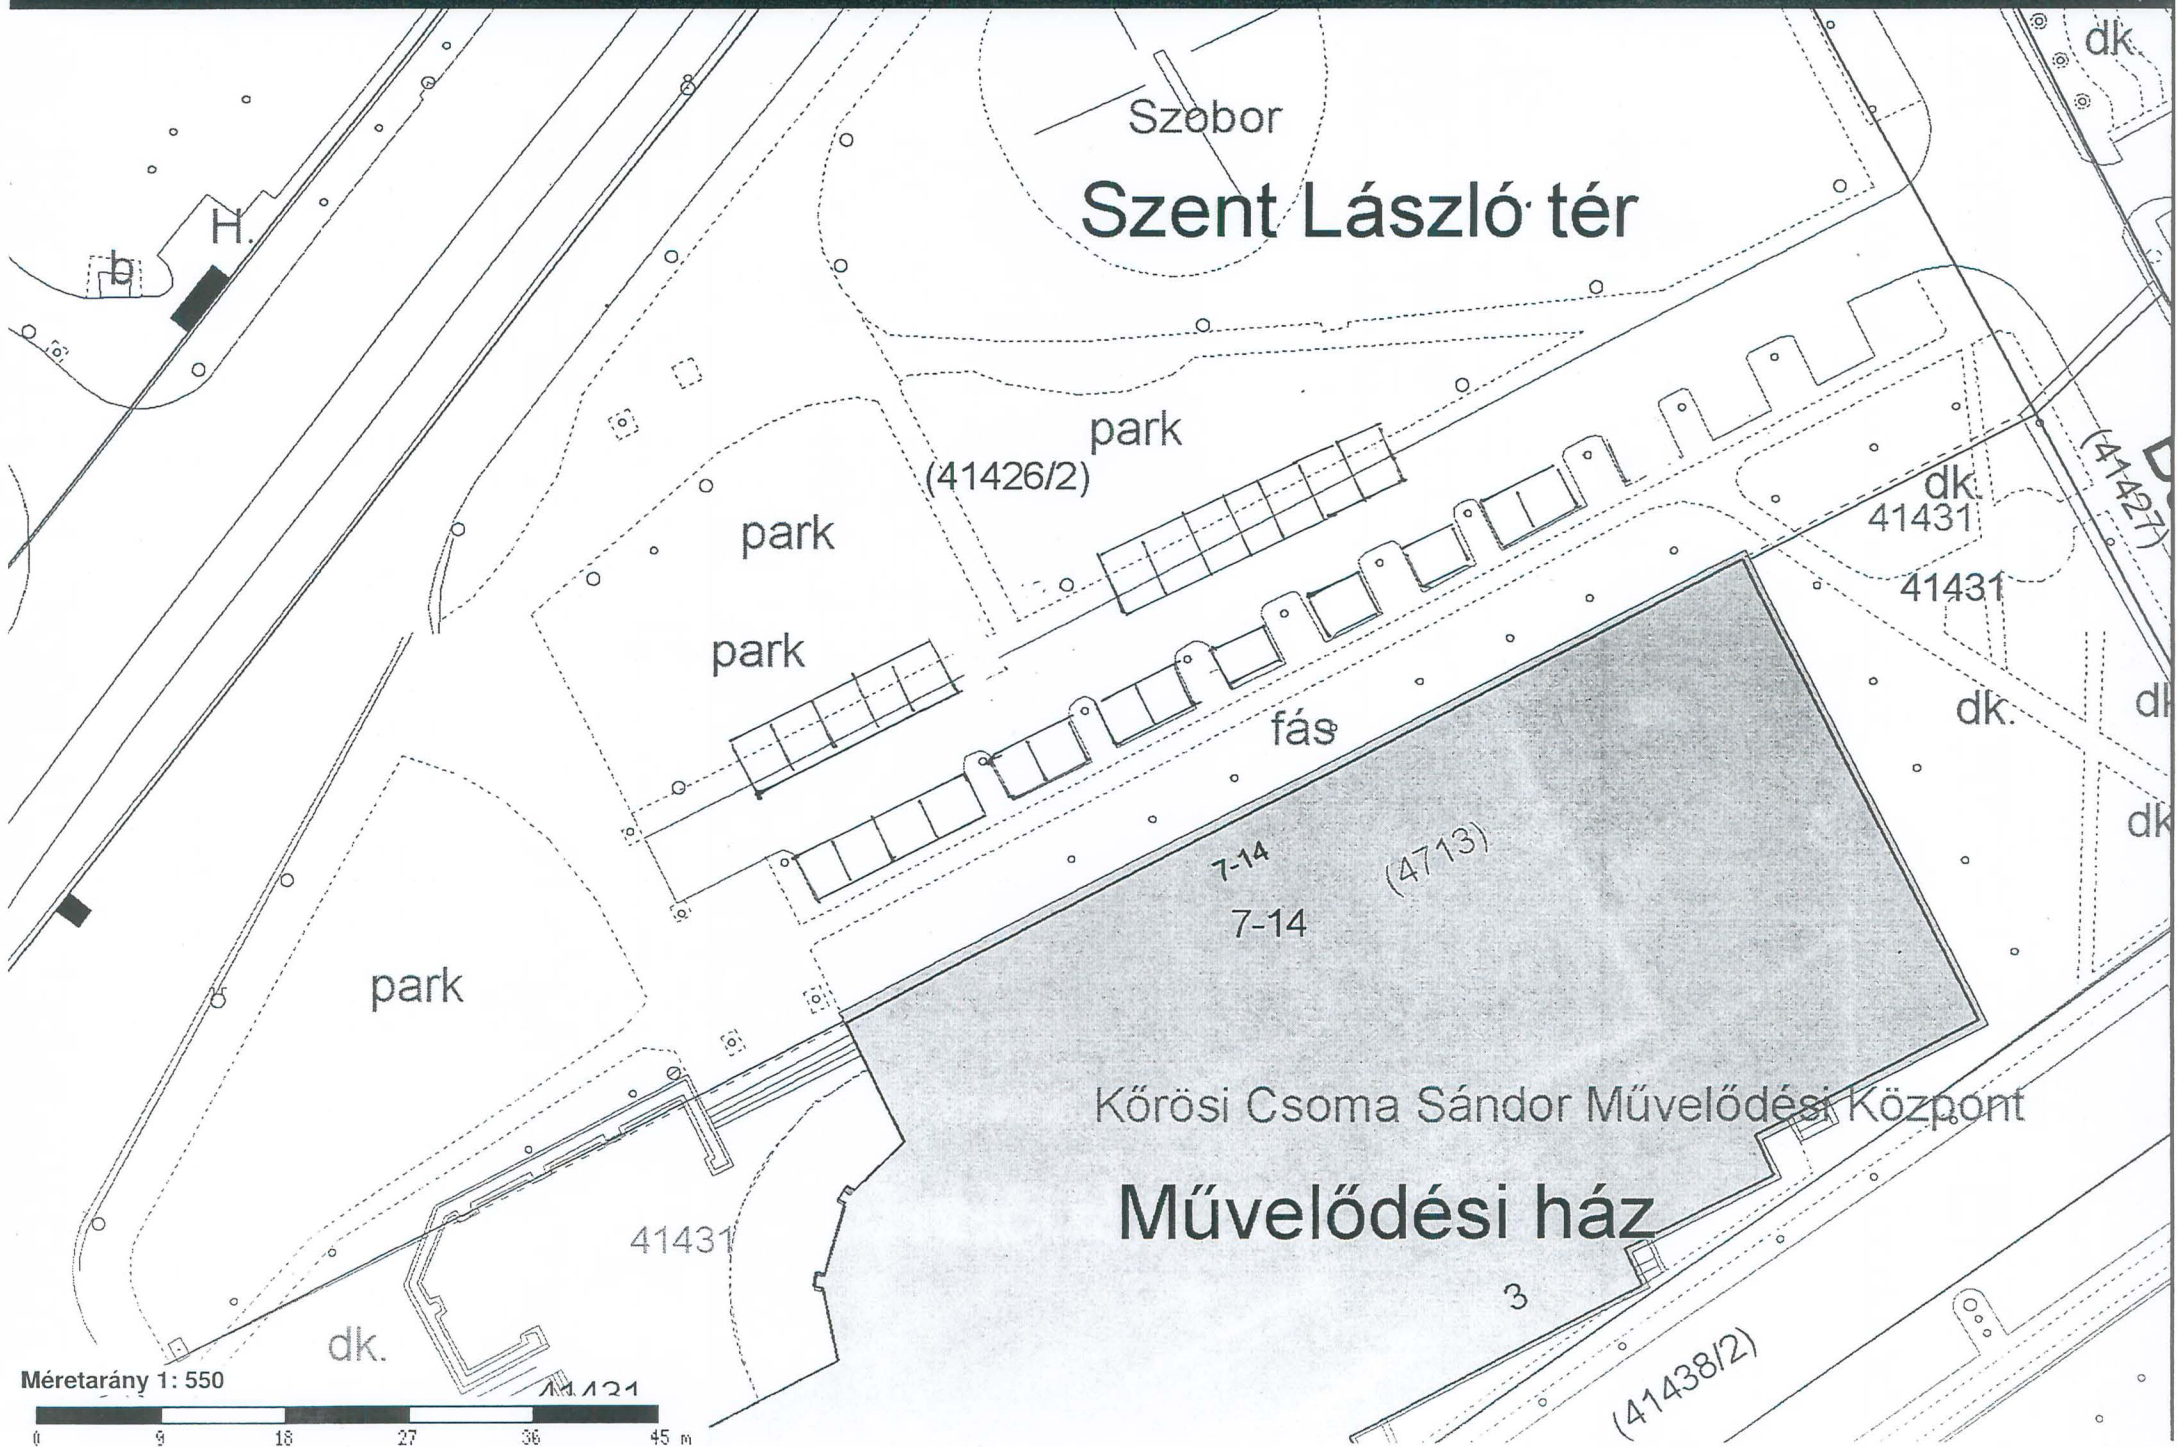 dk.
Szobor
Szent László tér
H.
b
park
(41426/2)
park
(41427)
dk.
41431
41431
park
fás
dk.
7-14
(4713)
7-14
park
Kőrösi Csoma Sándor Művelődési Központ
Művelődési ház
41431
3
dk.
(41438/2)
Méretarány 1: 550
41431
0 9 18 27 36 45 m